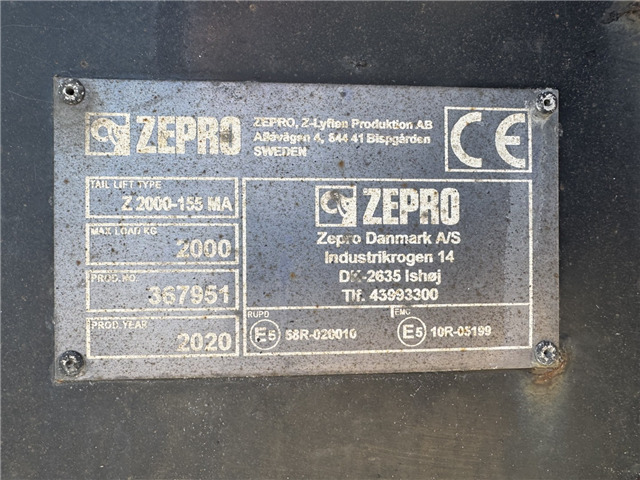 ZEPRO
ZEPRO, Z-Lyften Produktion AB
Allévägen 4, 844 41 Bispgården
SWEDEN
CE
TAIL LIFT TYPE
Z 2000-155 MA
MAX LOAD KG
2000
PROD.NO.
367951
PROD.YEAR
2020
ZEPRO
Zepro Danmark A/S
Industrikrogen 14
DK-2635 Ishøj
Tlf. 43993300
RUPD
E5 58R-020010
EMC
E5 10R-05199